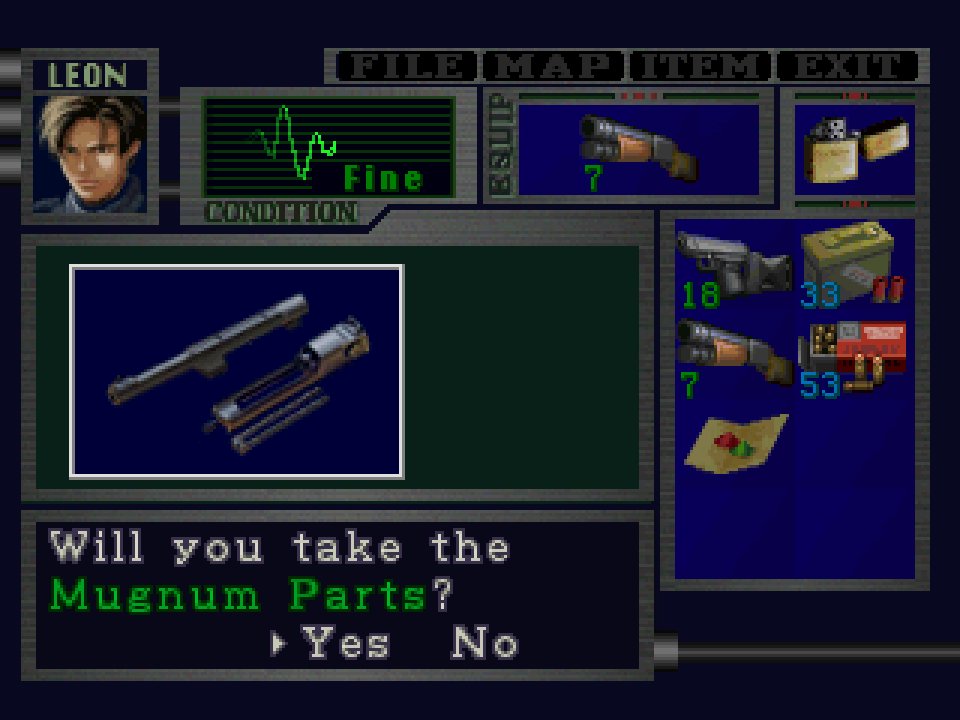 LEON
FILE MAP ITEM EXIT
EQUIP
7
Fine
CONDITION
18 33
7 53
Will you take the
Mugnum Parts?
Yes No